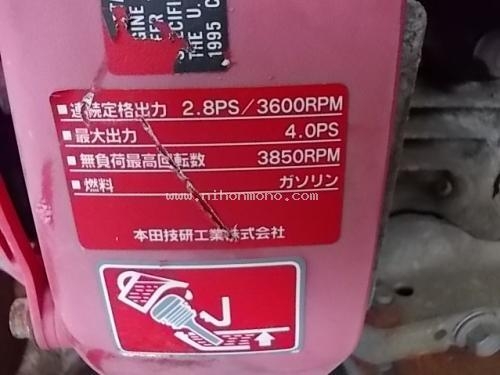 GINE
FFER
SPECIFI
THE U.
1995 C
■連続定格出力 2.8PS／3600RPM
■最大出力 4.0PS
■無負荷最高回転数 3850RPM
■燃料 ガソリン
www.nihonmono.com
本田技研工業株式会社